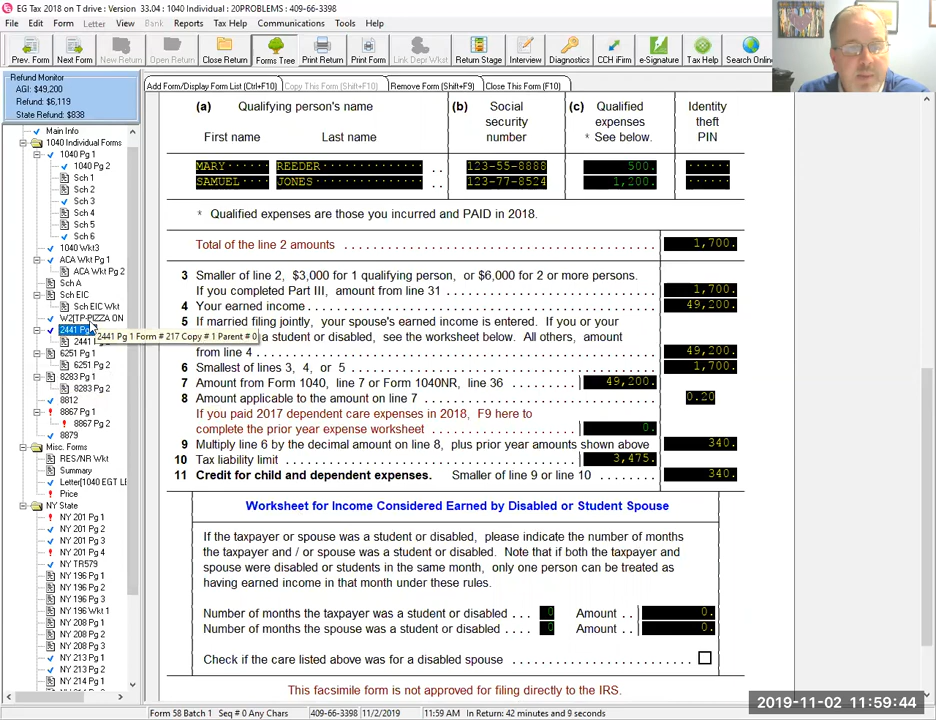 EG Tax 2018 on T drive : Version : 33.04 : 1040 Individual : 20PROBLEMS : 409-66-3398
File Edit Form Letter View Bank Reports Tax Help Communications Tools Help
Prev. Form Next Form New Return Open Return Close Return Forms Tree Print Return Print Form Link Depr Wkt Return Stage Interview Diagnostics CCH iFirm e-Signature Tax Help Search Online
Refund Monitor
AGI: $49,200
Refund: $6,119
State Refund: $838
Add Form/Display Form List (Ctrl+F10) Copy This Form (Shift+F10) Remove Form (Shift+F9) Close This Form (F10)
Main Info
1040 Individual Forms
1040 Pg 1
1040 Pg 2
Sch 1
Sch 2
Sch 3
Sch 4
Sch 5
Sch 6
1040 Wkt3
ACA Wkt Pg 1
ACA Wkt Pg 2
Sch A
Sch EIC
Sch EIC Wkt
W2[TP-PIZZA ON
2441 Pg
2441
6251 Pg 1
6251 Pg 2
8283 Pg 1
8283 Pg 2
8812
8867 Pg 1
8867 Pg 2
8879
Misc. Forms
RES/NR Wkt
Summary
Letter[1040 EGT LE
Price
NY State
NY 201 Pg 1
NY 201 Pg 2
NY 201 Pg 3
NY 201 Pg 4
NY TR579
NY 196 Pg 1
NY 196 Pg 2
NY 196 Pg 3
NY 196 Wkt 1
NY 208 Pg 1
NY 208 Pg 2
NY 208 Pg 3
NY 213 Pg 1
NY 213 Pg 2
NY 214 Pg 1
2441 Pg 1 Form # 217 Copy # 1 Parent # 0
(a) Qualifying person's name (b) Social security number (c) Qualified expenses * See below. Identity theft PIN
First name Last name
MARY REEDER 123-55-8888 500.
SAMUEL JONES 123-77-8524 1,200.
* Qualified expenses are those you incurred and PAID in 2018.
Total of the line 2 amounts 1,700.
3 Smaller of line 2, $3,000 for 1 qualifying person, or $6,000 for 2 or more persons.
If you completed Part III, amount from line 31 1,700.
4 Your earned income 49,200.
5 If married filing jointly, your spouse's earned income is entered. If you or your
a student or disabled, see the worksheet below. All others, amount
from line 4 49,200.
6 Smallest of lines 3, 4, or 5 1,700.
7 Amount from Form 1040, line 7 or Form 1040NR, line 36 49,200.
8 Amount applicable to the amount on line 7 0.20
If you paid 2017 dependent care expenses in 2018, F9 here to
complete the prior year expense worksheet 0.
9 Multiply line 6 by the decimal amount on line 8, plus prior year amounts shown above 340.
10 Tax liability limit 3,475.
11 Credit for child and dependent expenses. Smaller of line 9 or line 10 340.
Worksheet for Income Considered Earned by Disabled or Student Spouse
If the taxpayer or spouse was a student or disabled, please indicate the number of months
the taxpayer and / or spouse was a student or disabled. Note that if both the taxpayer and
spouse were disabled or students in the same month, only one person can be treated as
having earned income in that month under these rules.
Number of months the taxpayer was a student or disabled ... 0 Amount .. 0.
Number of months the spouse was a student or disabled .... 0 Amount .. 0.
Check if the care listed above was for a disabled spouse
This facsimile form is not approved for filing directly to the IRS.
Form 58 Batch 1 Seq # 0 Any Chars 409-66-3398 11/2/2019 11:59 AM In Return: 42 minutes and 9 seconds
2019-11-02 11:59:44